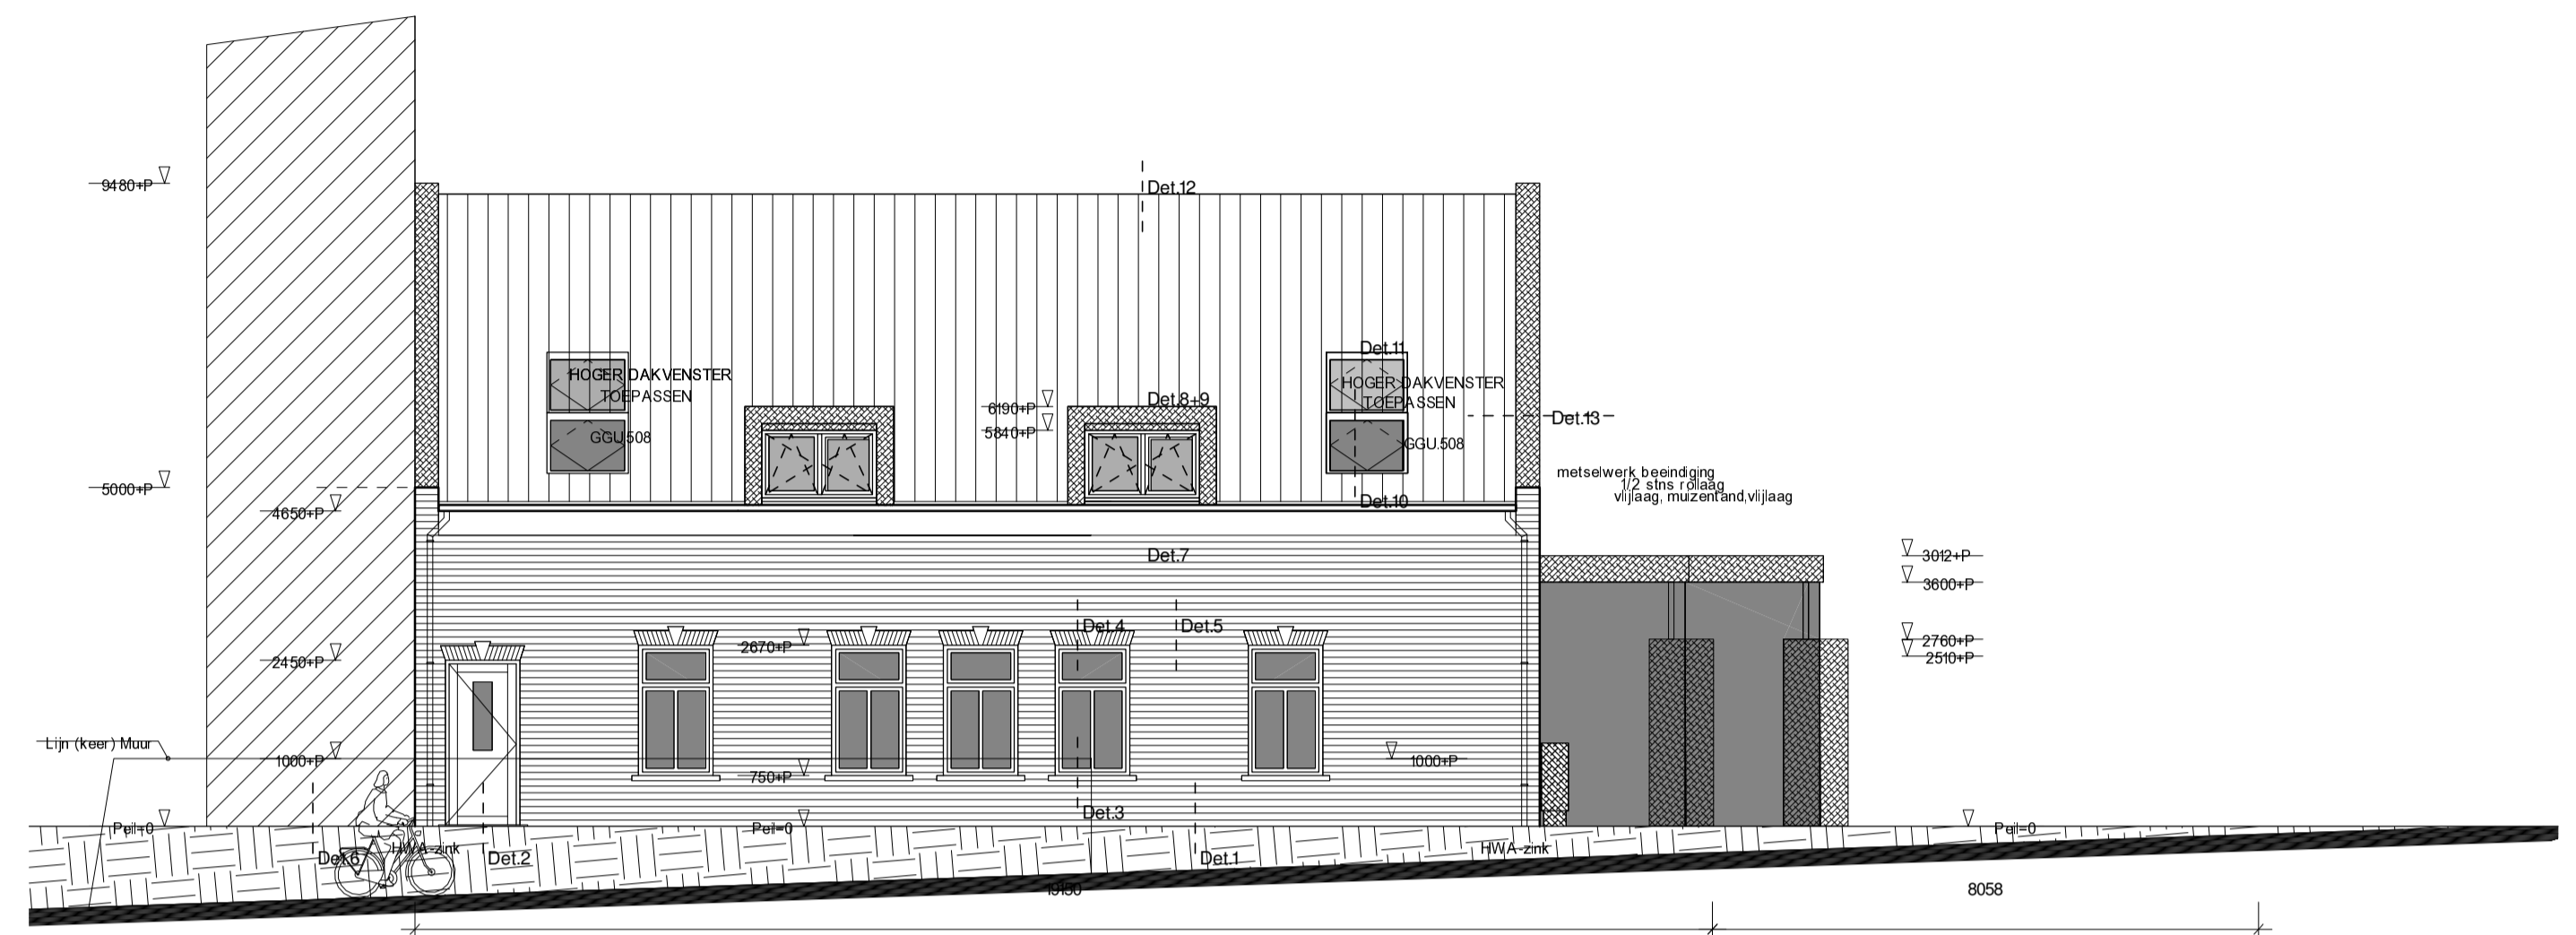 9480+P
Det.12
Det.11
HOGER DAKVENSTER
TOEPASSEN
HOGER DAKVENSTER
TOEPASSEN
Det.8+9
6190+P
5840+P
Det.13
GGU.508
GGU.508
metselwerk beeindiging
1/2 stns rollaag
vlijlaag, muizentand,vlijlaag
5000+P
4650+P
Det.10
Det.7
3012+P
3600+P
Det.4
Det.5
2670+P
2760+P
2510+P
2450+P
Lijn (keer) Muur
1000+P
1000+P
750+P
Det.3
Peil=0
Peil=0
Peil=0
HWA-zink
HWA-zink
Det.6
Det.2
Det.1
19150
8058